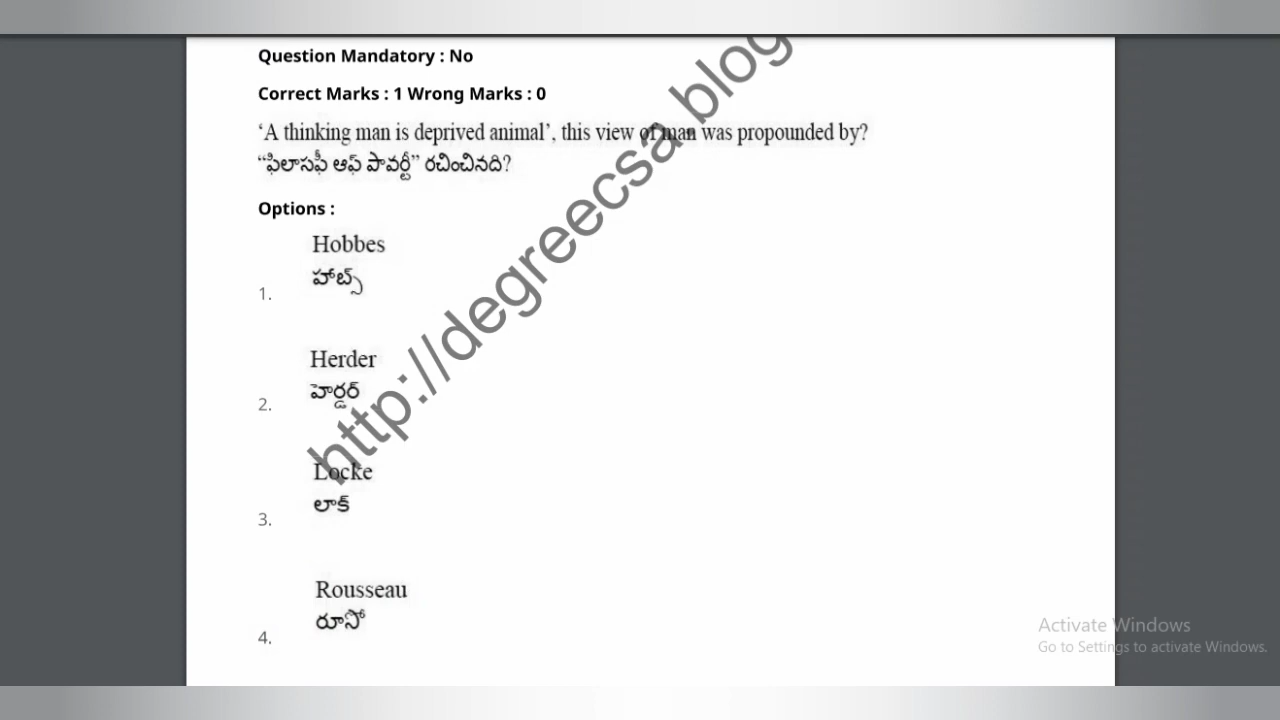 Question Mandatory : No
Correct Marks : 1 Wrong Marks : 0
‘A thinking man is deprived animal’, this view of man was propounded by?
“ఫిలాసఫీ ఆఫ్ పావర్టీ” రచించినది?
Options :
Hobbes
హాబ్స్
1.
Herder
హెర్డర్
2.
Locke
లాక్
3.
Rousseau
రూసో
4.
http://degreecsa.blog
Activate Windows
Go to Settings to activate Windows.